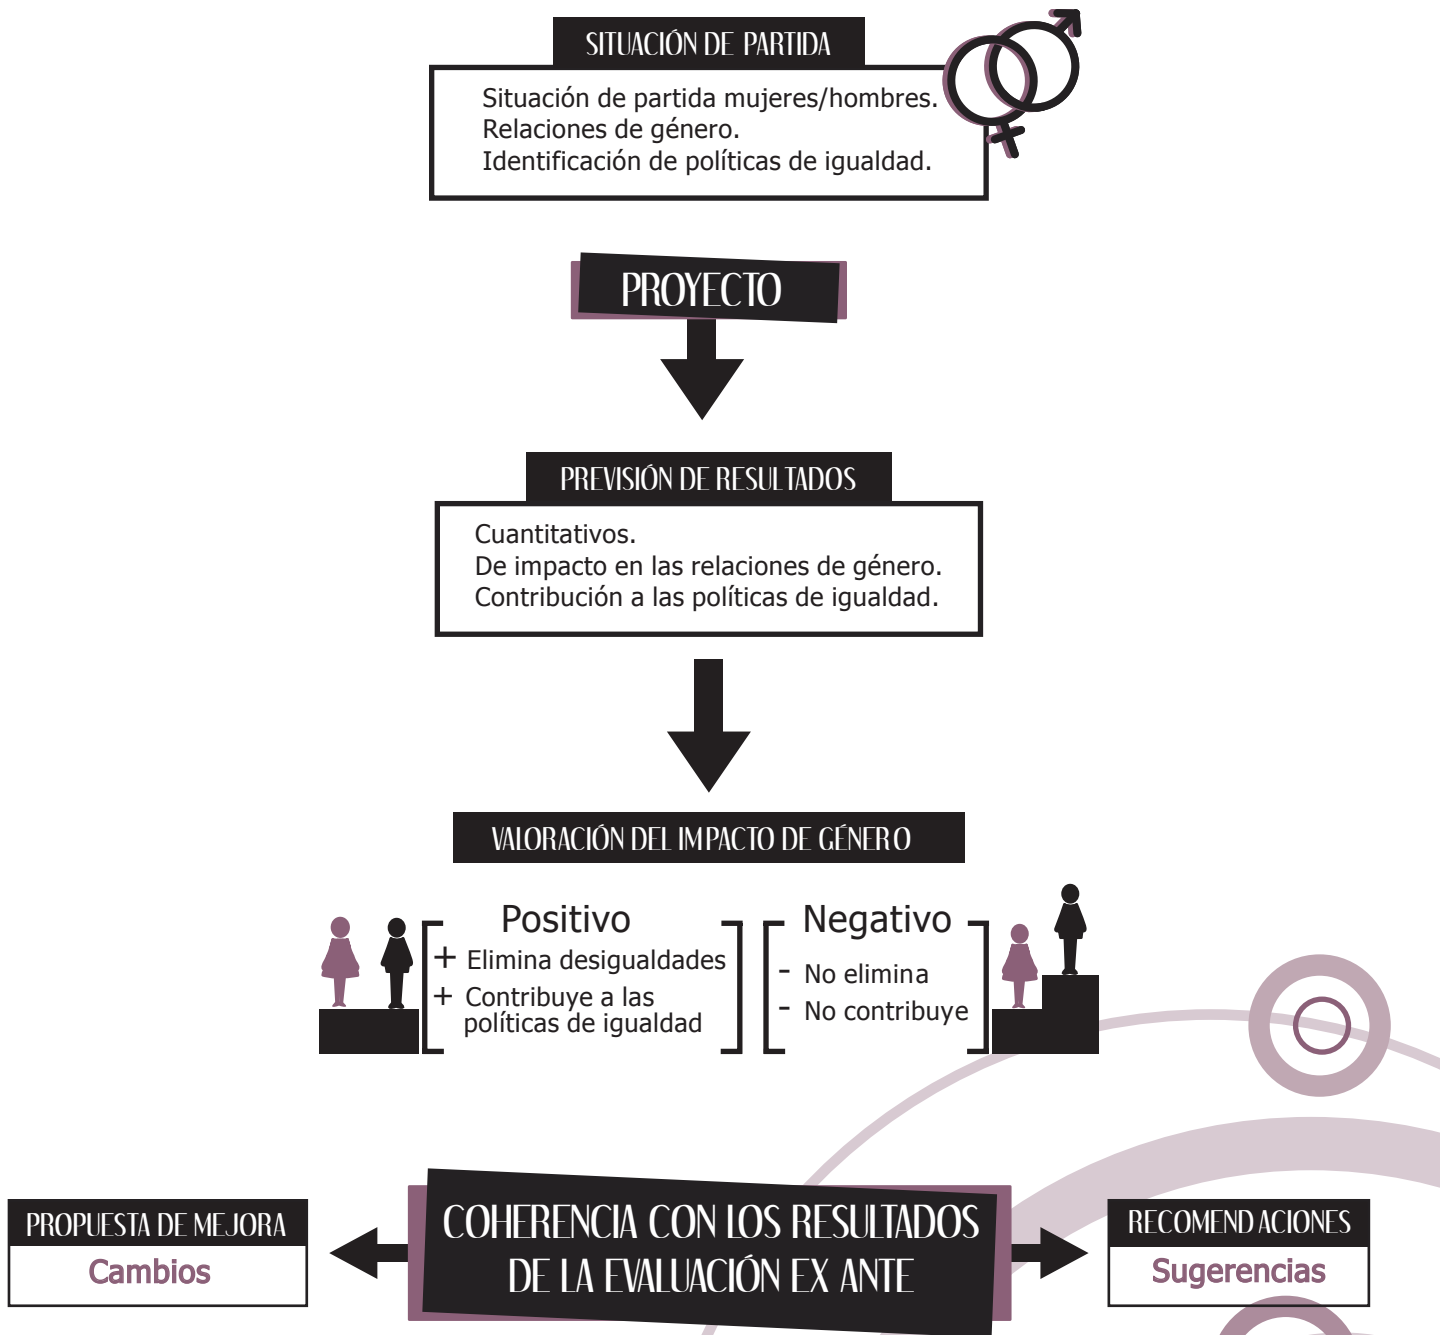 SITUACIÓN DE PARTIDA
Situación de partida mujeres/hombres.
Relaciones de género.
Identificación de políticas de igualdad.
PROYECTO
PREVISIÓN DE RESULTADOS
Cuantitativos.
De impacto en las relaciones de género.
Contribución a las políticas de igualdad.
VALORACIÓN DEL IMPACTO DE GÉNERO
Positivo
+ Elimina desigualdades
+ Contribuye a las
políticas de igualdad
Negativo
- No elimina
- No contribuye
PROPUESTA DE MEJORA
Cambios
COHERENCIA CON LOS RESULTADOS
DE LA EVALUACIÓN EX ANTE
RECOMENDACIONES
Sugerencias